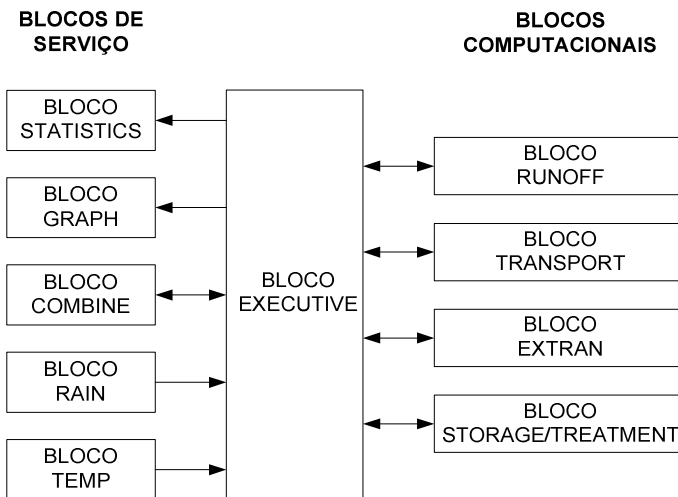 BLOCOS DE
SERVIÇO
BLOCOS
COMPUTACIONAIS
BLOCO
STATISTICS
BLOCO
GRAPH
BLOCO
COMBINE
BLOCO
RAIN
BLOCO
TEMP
BLOCO
EXECUTIVE
BLOCO
RUNOFF
BLOCO
TRANSPORT
BLOCO
EXTRAN
BLOCO
STORAGE/TREATMENT